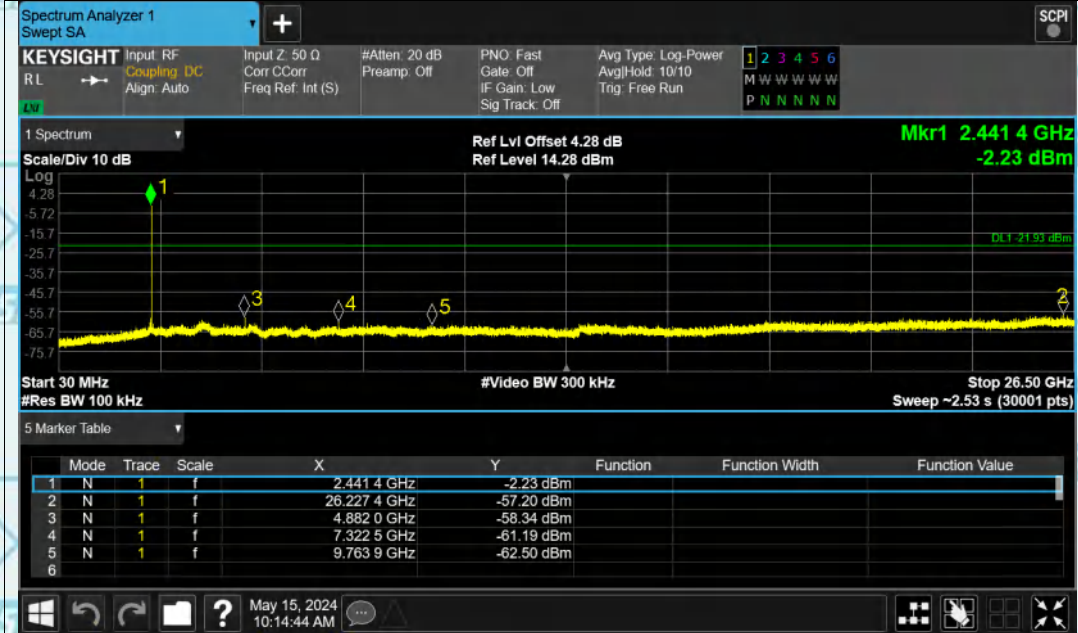 Spectrum Analyzer 1
Swept SA
+
SCPI
KEYSIGHT
R L
LXI
Input: RF
Coupling: DC
Align: Auto
Input Z: 50 Ω
Corr CCorr
Freq Ref: Int (S)
#Atten: 20 dB
Preamp: Off
PNO: Fast
Gate: Off
IF Gain: Low
Sig Track: Off
Avg Type: Log-Power
Avg|Hold: 10/10
Trig: Free Run
1 2 3 4 5 6
M W W W W W
P N N N N N
1 Spectrum
Scale/Div 10 dB
Ref Lvl Offset 4.28 dB
Ref Level 14.28 dBm
Mkr1 2.441 4 GHz
-2.23 dBm
Log
4.28
-5.72
-15.7
-25.7
-35.7
-45.7
-55.7
-65.7
-75.7
1
3
4
5
2
DL1 -21.93 dBm
Start 30 MHz
#Video BW 300 kHz
Stop 26.50 GHz
#Res BW 100 kHz
Sweep ~2.53 s (30001 pts)
5 Marker Table
Mode Trace Scale X Y Function Function Width Function Value
1 N 1 f 2.441 4 GHz -2.23 dBm
2 N 1 f 26.227 4 GHz -57.20 dBm
3 N 1 f 4.882 0 GHz -58.34 dBm
4 N 1 f 7.322 5 GHz -61.19 dBm
5 N 1 f 9.763 9 GHz -62.50 dBm
6
?
May 15, 2024
10:14:44 AM